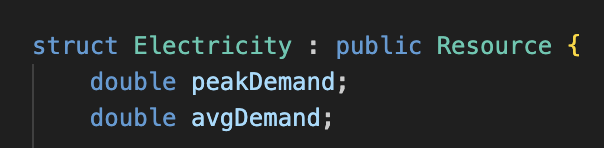 struct Electricity : public Resource {
    double peakDemand;
    double avgDemand;